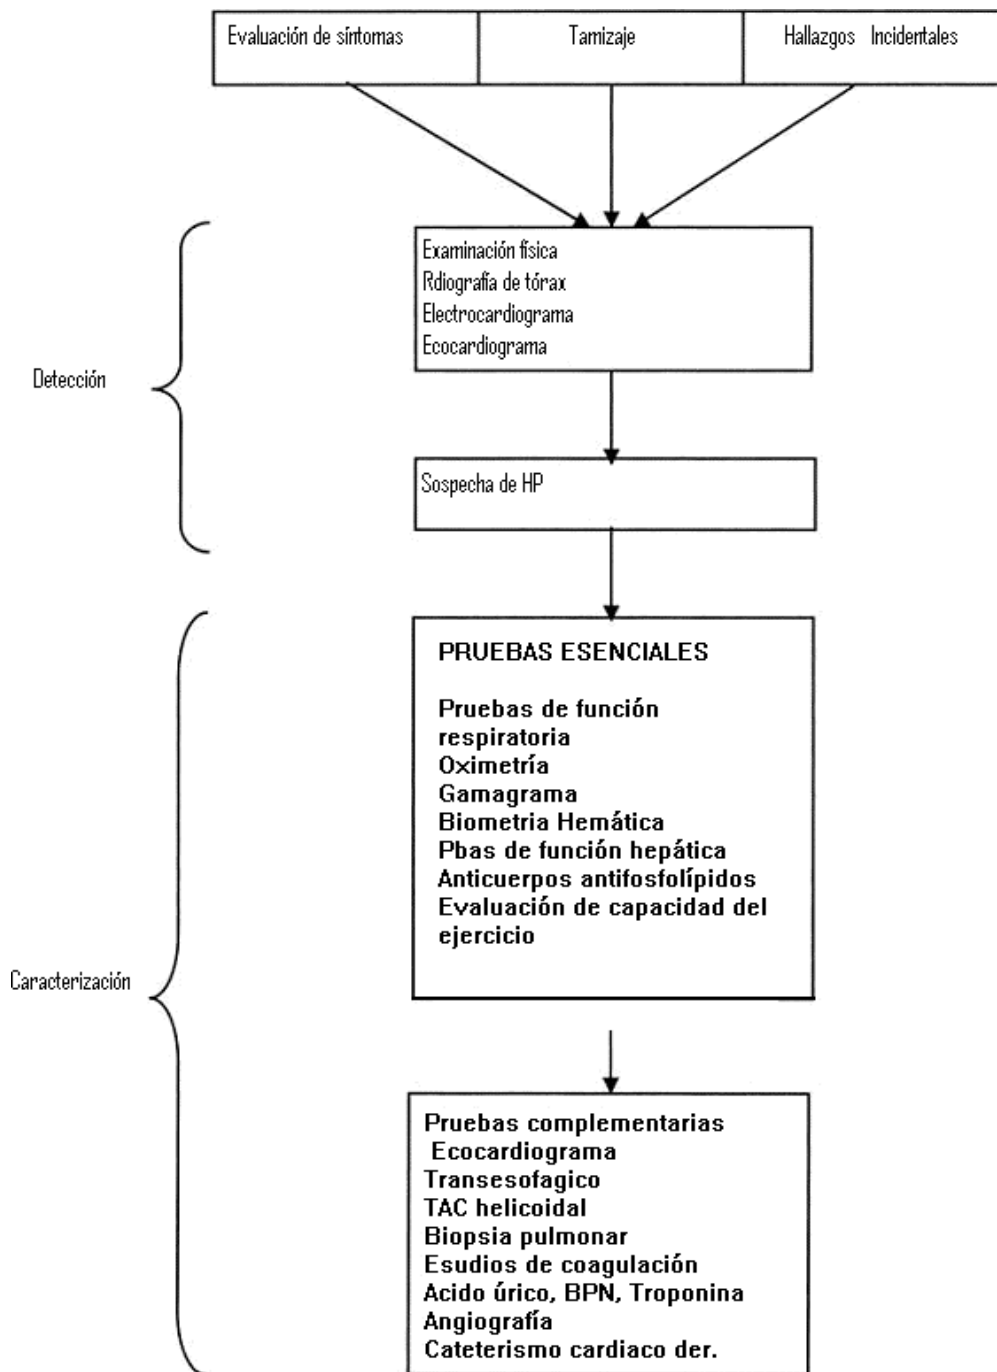 Evaluación de síntomas
Tamizaje
Hallazgos Incidentales
Examinación física
Rdiografía de tórax
Electrocardiograma
Ecocardiograma
Detección
Sospecha de HP
PRUEBAS ESENCIALES
Pruebas de función
respiratoria
Oximetría
Gamagrama
Biometria Hemática
Pbas de función hepática
Anticuerpos antifosfolípidos
Evaluación de capacidad del
ejercicio
Caracterización
Pruebas complementarias
Ecocardiograma
Transesofagico
TAC helicoidal
Biopsia pulmonar
Esudios de coagulación
Acido úrico, BPN, Troponina
Angiografía
Cateterismo cardiaco der.